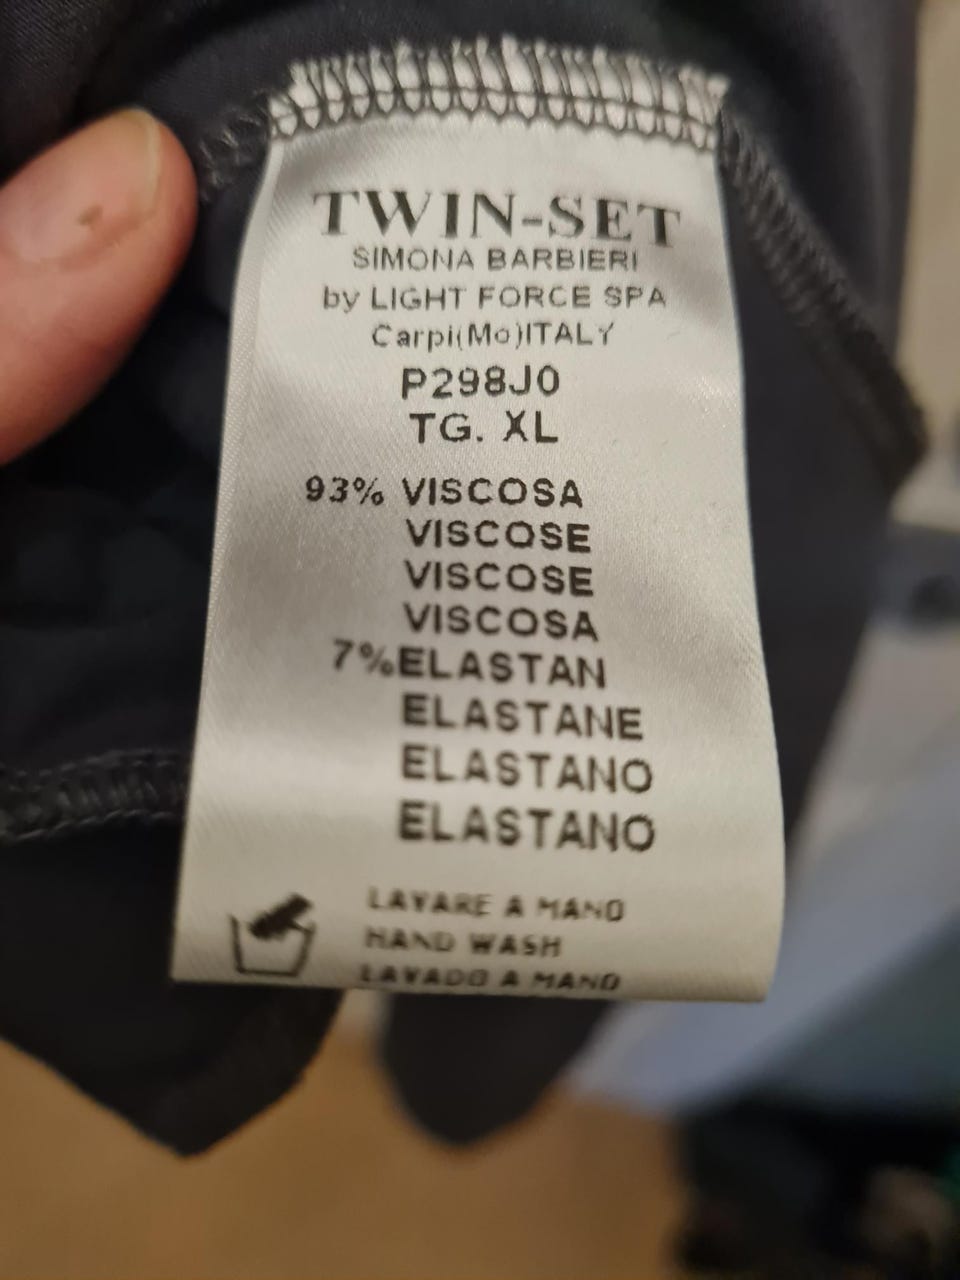 TWIN-SET
SIMONA BARBIERI
by LIGHT FORCE SPA
Carpi(Mo)ITALY
P298J0
TG. XL
93% VISCOSA
VISCOSE
VISCOSE
VISCOSA
7%ELASTAN
ELASTANE
ELASTANO
ELASTANO
LAVARE A MANO
HAND WASH
LAVADO A MANO